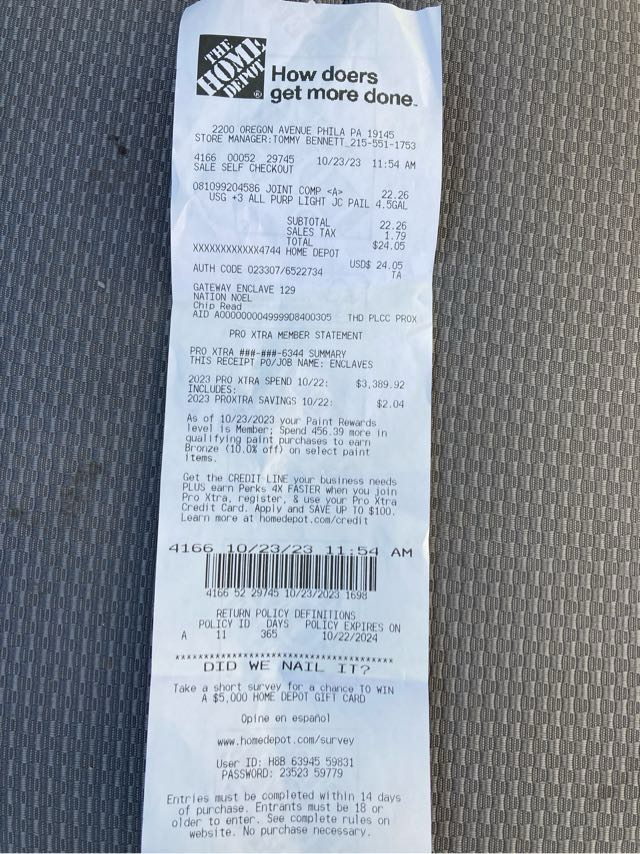 THE
HOME
DEPOT
®
How doers
get more done.
2200 OREGON AVENUE PHILA PA 19145
STORE MANAGER:TOMMY BENNETT 215-551-1753
4166 00052 29745 10/23/23 11:54 AM
SALE SELF CHECKOUT
081099204586 JOINT COMP <A> 22.26
USG +3 ALL PURP LIGHT JC PAIL 4.5GAL
SUBTOTAL 22.26
SALES TAX 1.79
TOTAL $24.05
XXXXXXXXXXXX4744 HOME DEPOT
USD$ 24.05
AUTH CODE 023307/6522734 TA
GATEWAY ENCLAVE 129
NATION NOEL
Chip Read
AID A0000000049999D8400305 THD PLCC PROX
PRO XTRA MEMBER STATEMENT
PRO XTRA ###-###-6344 SUMMARY
THIS RECEIPT PO/JOB NAME: ENCLAVES
2023 PRO XTRA SPEND 10/22: $3,389.92
INCLUDES:
2023 PROXTRA SAVINGS 10/22: $2.04
As of 10/23/2023 your Paint Rewards
level is Member; Spend 456.39 more in
qualifying paint purchases to earn
Bronze (10.0% off) on select paint
items.
Get the CREDIT LINE your business needs
PLUS earn Perks 4X FASTER when you join
Pro Xtra, register, & use your Pro Xtra
Credit Card. Apply and SAVE UP TO $100.
Learn more at homedepot.com/credit
4166 10/23/23 11:54 AM
4166 52 29745 10/23/2023 1698
RETURN POLICY DEFINITIONS
POLICY ID DAYS POLICY EXPIRES ON
A 11 365 10/22/2024
****************************************
DID WE NAIL IT?
Take a short survey for a chance TO WIN
A $5,000 HOME DEPOT GIFT CARD
Opine en español
www.homedepot.com/survey
User ID: H8B 63945 59831
PASSWORD: 23523 59779
Entries must be completed within 14 days
of purchase. Entrants must be 18 or
older to enter. See complete rules on
website. No purchase necessary.